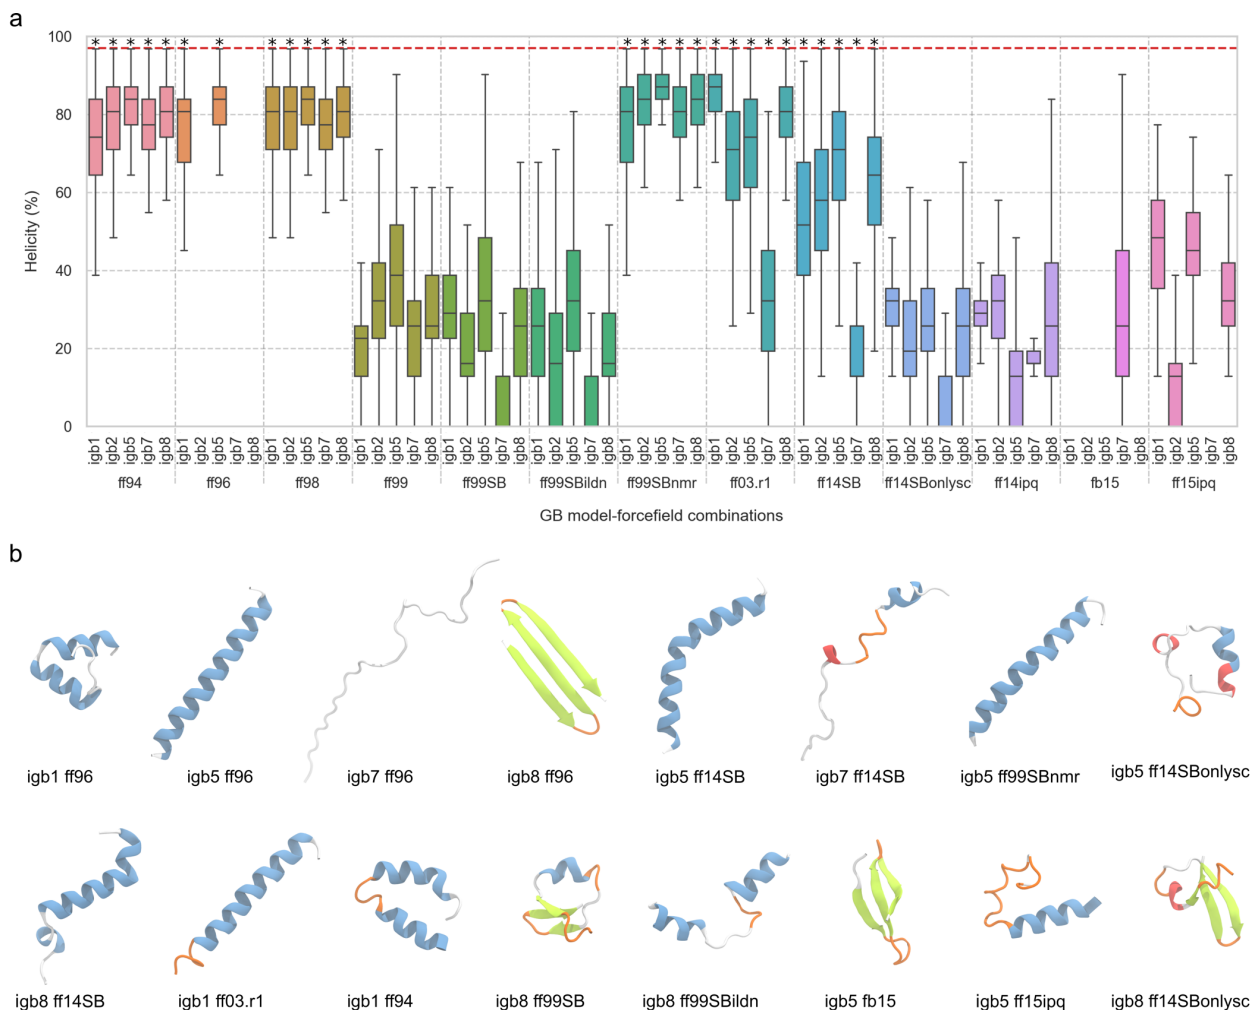 a
* * * * * * * * * * * * * * * * * * * * * * *
100
80
60
40
20
0
Helicity (%)
igb1 igb2 igb5 igb7 igb8 igb1 igb2 igb5 igb7 igb8 igb1 igb2 igb5 igb7 igb8 igb1 igb2 igb5 igb7 igb8 igb1 igb2 igb5 igb7 igb8 igb1 igb2 igb5 igb7 igb8 igb1 igb2 igb5 igb7 igb8 igb1 igb2 igb5 igb7 igb8 igb1 igb2 igb5 igb7 igb8 igb1 igb2 igb5 igb7 igb8 igb1 igb2 igb5 igb7 igb8 igb1 igb2 igb5 igb7 igb8 igb1 igb2 igb5 igb7 igb8
ff94 ff96 ff98 ff99 ff99SB ff99SBildn ff99SBnmr ff03.r1 ff14SB ff14SBonlysc ff14ipq fb15 ff15ipq
GB model-forcefield combinations
b
igb1 ff96 igb5 ff96 igb7 ff96 igb8 ff96 igb5 ff14SB igb7 ff14SB igb5 ff99SBnmr igb5 ff14SBonlysc
igb8 ff14SB igb1 ff03.r1 igb1 ff94 igb8 ff99SB igb8 ff99SBildn igb5 fb15 igb5 ff15ipq igb8 ff14SBonlysc